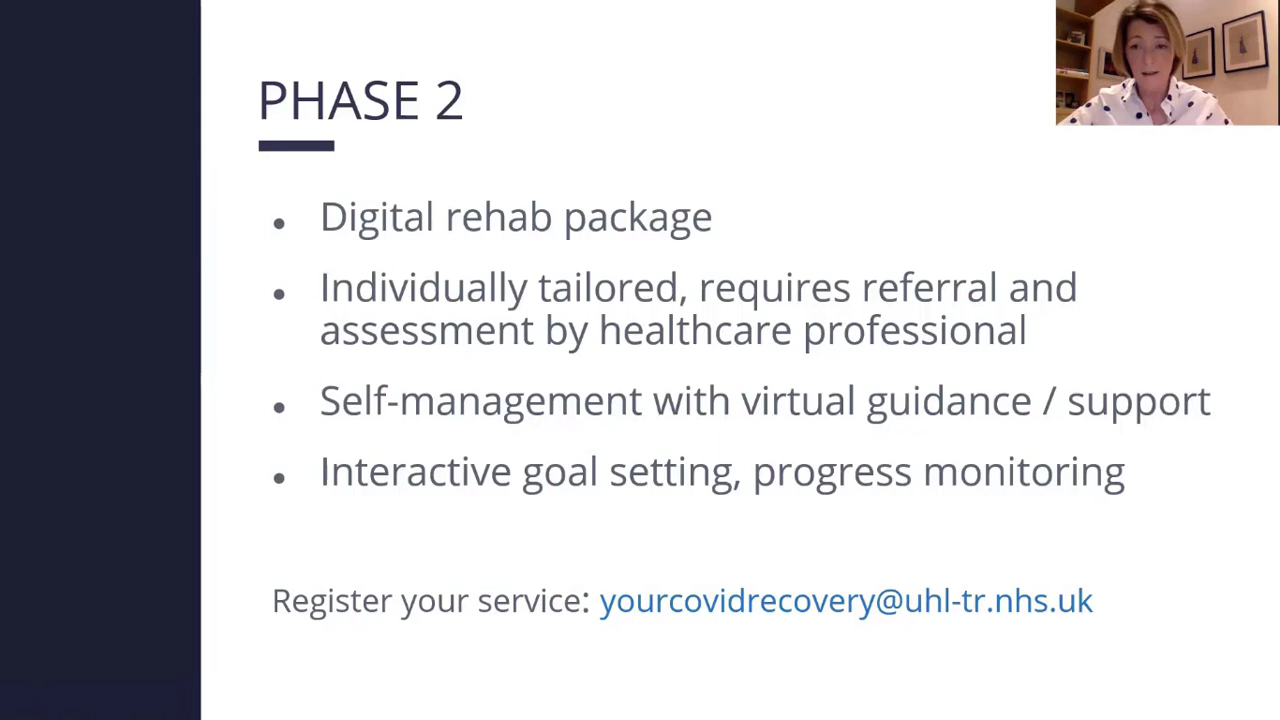 PHASE 2
• Digital rehab package
• Individually tailored, requires referral and
assessment by healthcare professional
• Self-management with virtual guidance / support
• Interactive goal setting, progress monitoring
Register your service: yourcovidrecovery@uhl-tr.nhs.uk